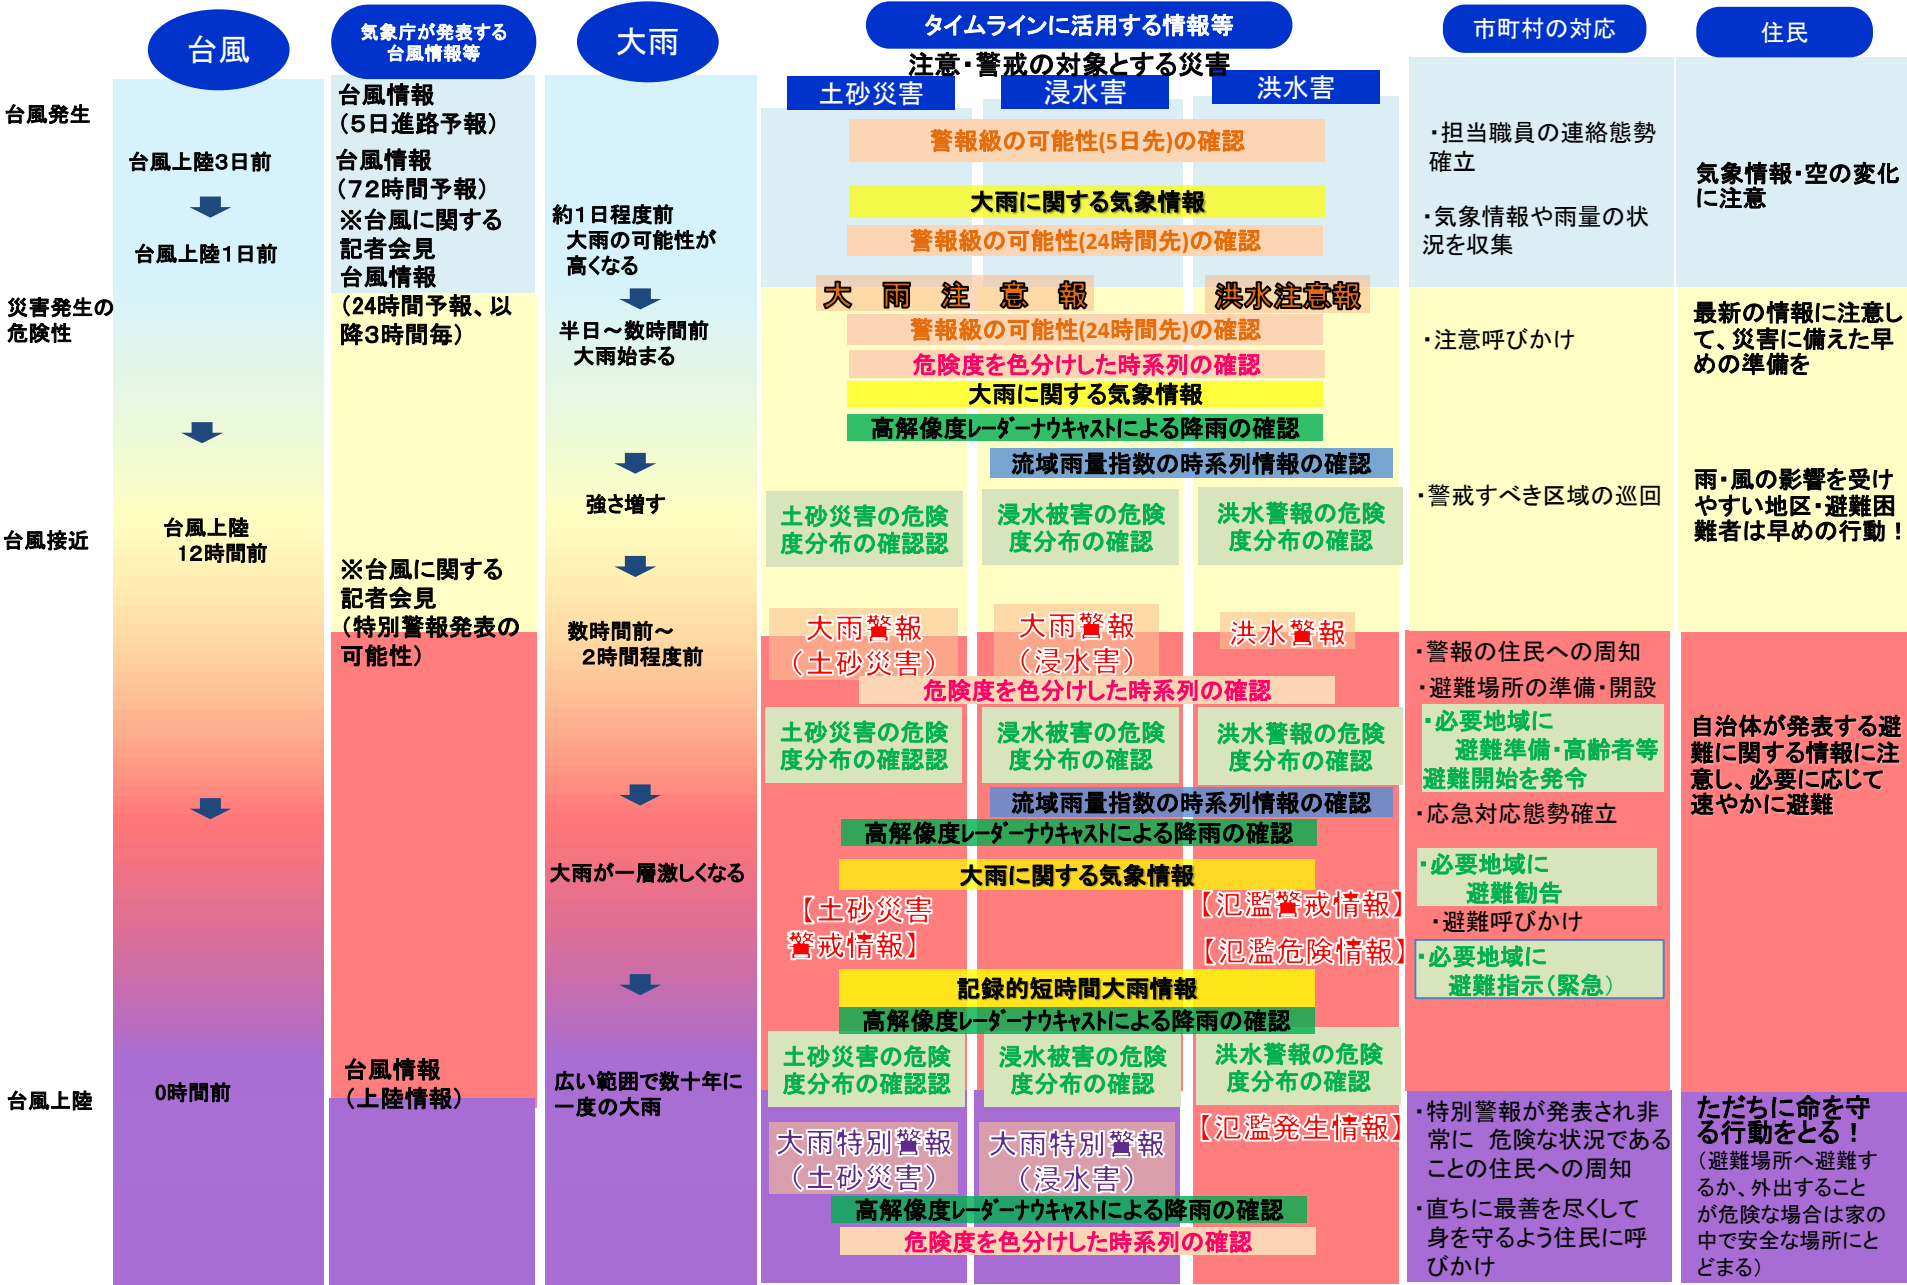 台風
気象庁が発表する
台風情報等
大雨
タイムラインに活用する情報等
注意・警戒の対象とする災害
土砂災害
浸水害
洪水害
市町村の対応
住民
台風発生
災害発生の
危険性
台風接近
台風上陸
台風上陸3日前
台風上陸1日前
台風上陸
12時間前
0時間前
台風情報
（5日進路予報）
台風情報
（72時間予報）
※台風に関する
記者会見
台風情報
（24時間予報、以
降3時間毎）
※台風に関する
記者会見
（特別警報発表の
可能性）
台風情報
（上陸情報）
約1日程度前
大雨の可能性が
高くなる
半日～数時間前
大雨始まる
強さ増す
数時間前～
2時間程度前
大雨が一層激しくなる
広い範囲で数十年に
一度の大雨
警報級の可能性(5日先)の確認
大雨に関する気象情報
警報級の可能性(24時間先)の確認
大雨注意報
洪水注意報
警報級の可能性(24時間先)の確認
危険度を色分けした時系列の確認
大雨に関する気象情報
高解像度ﾚｰﾀﾞｰﾅｳｷｬｽﾄによる降雨の確認
流域雨量指数の時系列情報の確認
土砂災害の危険
度分布の確認認
浸水被害の危険
度分布の確認
洪水警報の危険
度分布の確認
大雨警報
（土砂災害）
大雨警報
（浸水害）
洪水警報
危険度を色分けした時系列の確認
土砂災害の危険
度分布の確認認
浸水被害の危険
度分布の確認
洪水警報の危険
度分布の確認
流域雨量指数の時系列情報の確認
高解像度ﾚｰﾀﾞｰﾅｳｷｬｽﾄによる降雨の確認
大雨に関する気象情報
【土砂災害
警戒情報】
【氾濫警戒情報】
【氾濫危険情報】
記録的短時間大雨情報
高解像度ﾚｰﾀﾞｰﾅｳｷｬｽﾄによる降雨の確認
土砂災害の危険
度分布の確認認
浸水被害の危険
度分布の確認
洪水警報の危険
度分布の確認
【氾濫発生情報】
大雨特別警報
（土砂災害）
大雨特別警報
（浸水害）
高解像度ﾚｰﾀﾞｰﾅｳｷｬｽﾄによる降雨の確認
危険度を色分けした時系列の確認
・担当職員の連絡態勢
確立
・気象情報や雨量の状
況を収集
・注意呼びかけ
・警戒すべき区域の巡回
・警報の住民への周知
・避難場所の準備・開設
・必要地域に
避難準備・高齢者等
避難開始を発令
・応急対応態勢確立
・必要地域に
避難勧告
・避難呼びかけ
・必要地域に
避難指示（緊急）
・特別警報が発表され非
常に 危険な状況である
ことの住民への周知
・直ちに最善を尽くして
身を守るよう住民に呼
びかけ
気象情報・空の変化
に注意
最新の情報に注意し
て、災害に備えた早
めの準備を
雨・風の影響を受け
やすい地区・避難困
難者は早めの行動！
自治体が発表する避
難に関する情報に注
意し、必要に応じて
速やかに避難
ただちに命を守
る行動をとる！
（避難場所へ避難す
るか、外出すること
が危険な場合は家の
中で安全な場所にと
どまる）